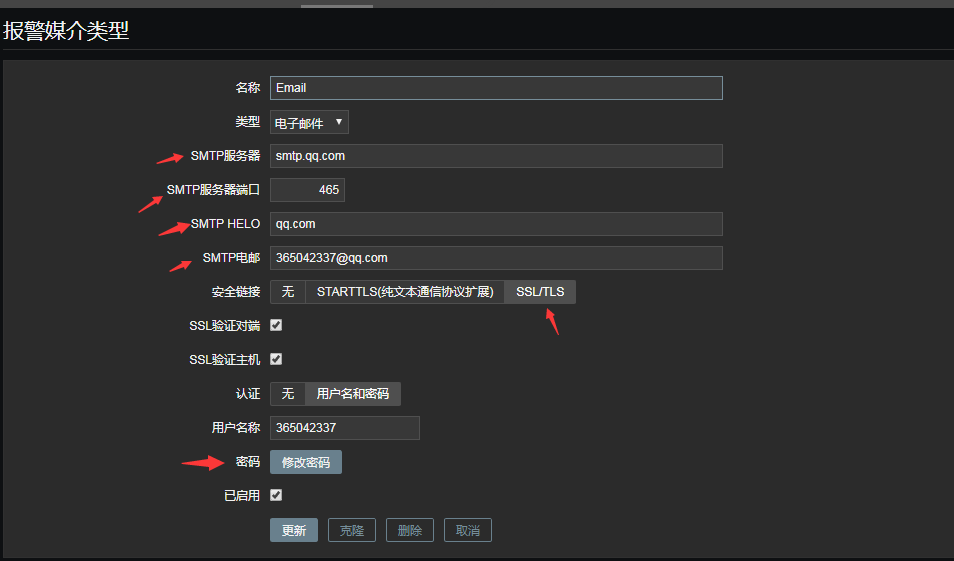 报警媒介类型
名称 Email
类型 电子邮件
SMTP服务器 smtp.qq.com
SMTP服务器端口 465
SMTP HELO qq.com
SMTP电邮 365042337@qq.com
安全链接 无 STARTTLS(纯文本通信协议扩展) SSL/TLS
SSL验证对端
SSL验证主机
认证 无 用户名和密码
用户名称 365042337
密码 修改密码
已启用
更新 克隆 删除 取消